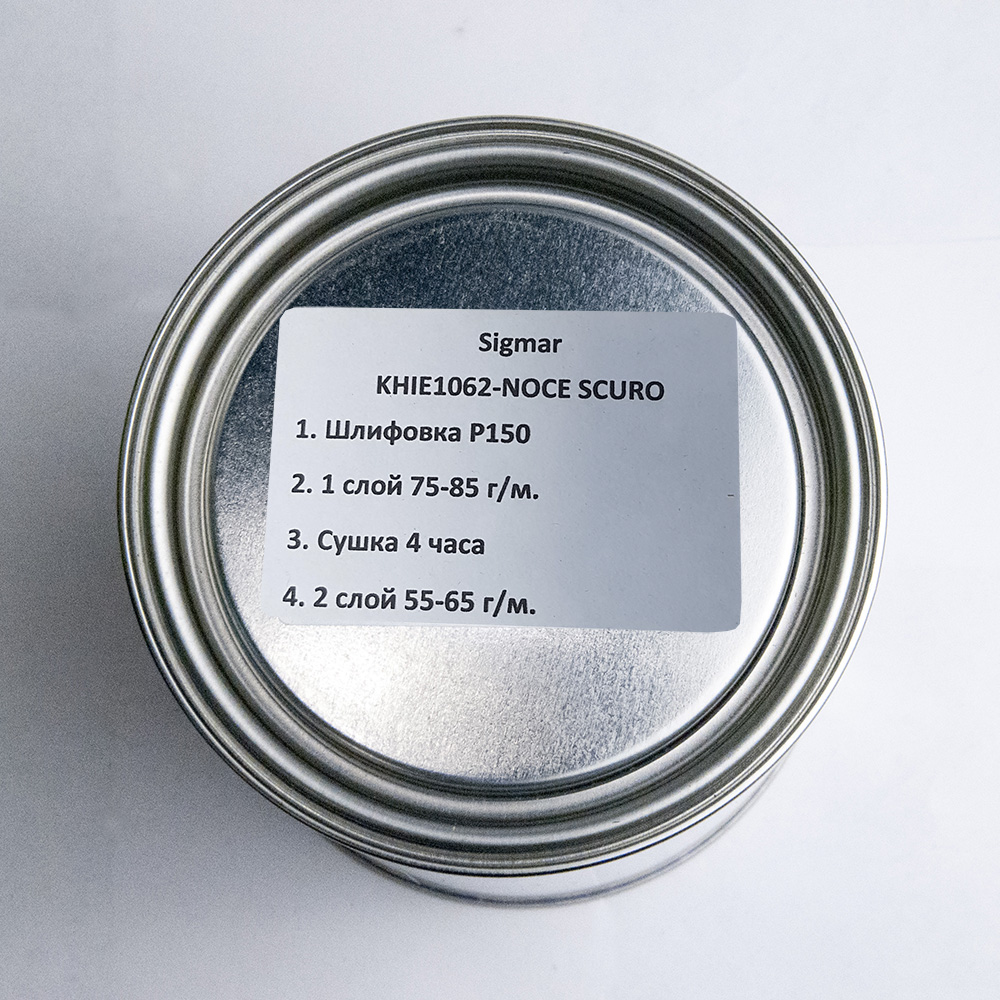 Sigmar
KHIE1062-NOCE SCURO
1. Шлифовка P150
2. 1 слой 75-85 г/м.
3. Сушка 4 часа
4. 2 слой 55-65 г/м.